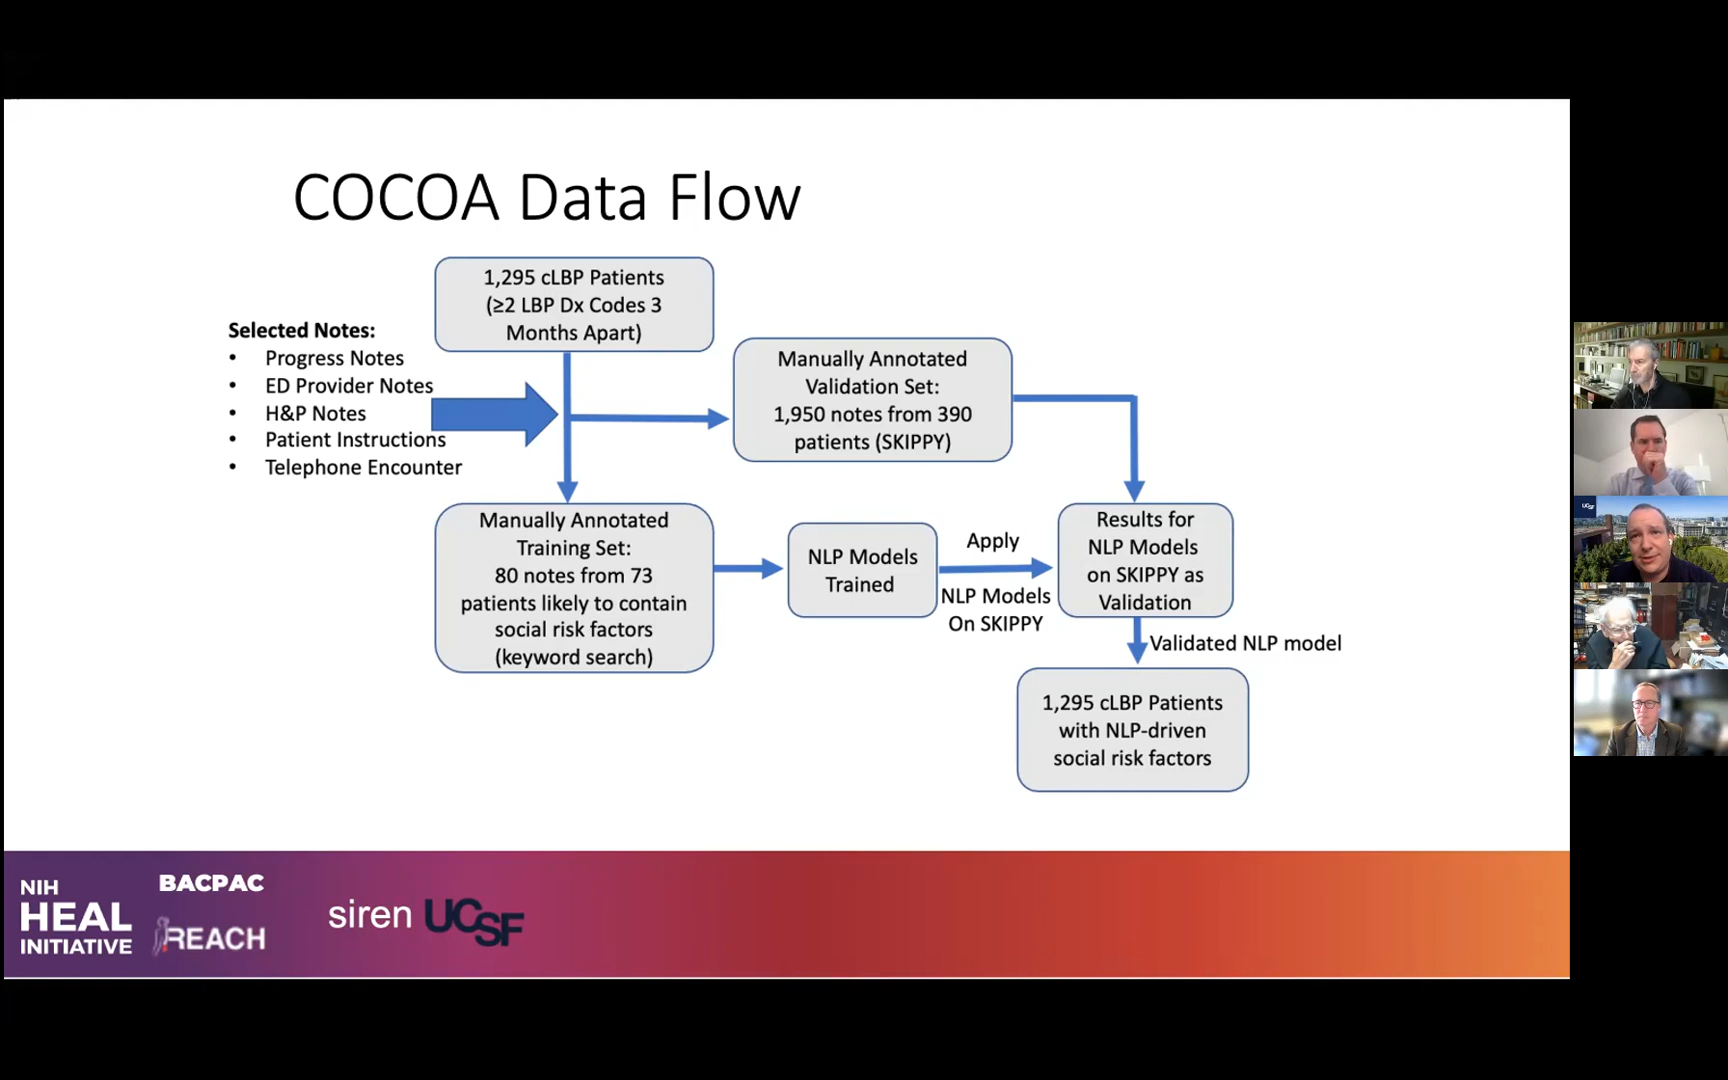 COCOA Data Flow
1,295 cLBP Patients
(≥2 LBP Dx Codes 3
Months Apart)
Selected Notes:
• Progress Notes
• ED Provider Notes
• H&P Notes
• Patient Instructions
• Telephone Encounter
Manually Annotated
Validation Set:
1,950 notes from 390
patients (SKIPPY)
Manually Annotated
Training Set:
80 notes from 73
patients likely to contain
social risk factors
(keyword search)
NLP Models
Trained
Apply
NLP Models
On SKIPPY
Results for
NLP Models
on SKIPPY as
Validation
Validated NLP model
1,295 cLBP Patients
with NLP-driven
social risk factors
NIH
HEAL
INITIATIVE
BACPAC
REACH
siren
UCSF
UCSF